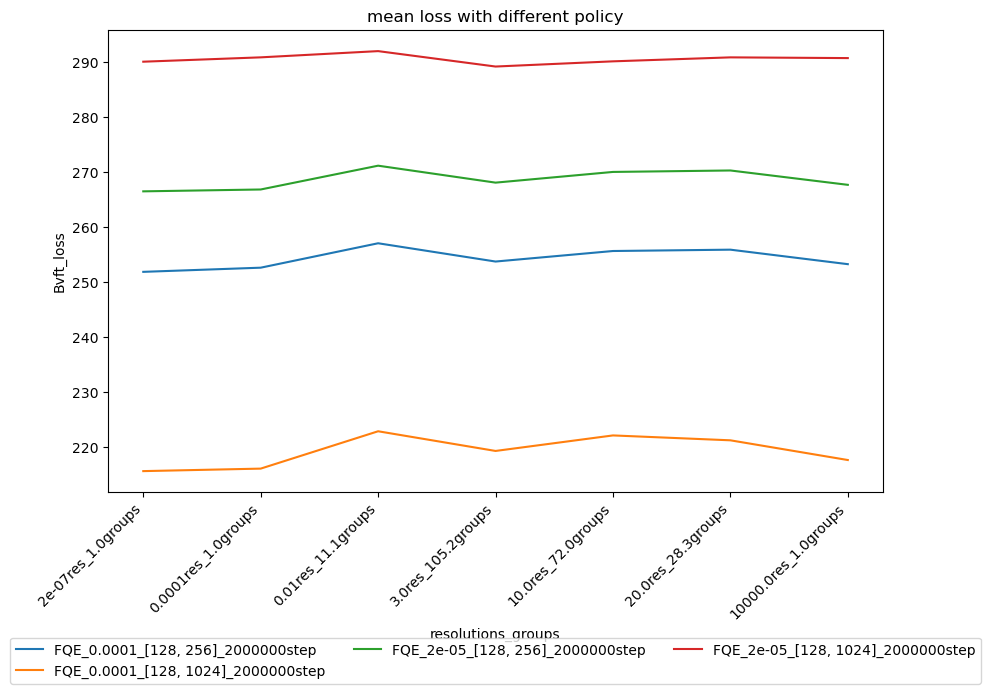 mean loss with different policy
Bvft_loss
290
280
270
260
250
240
230
220
2e-07res_1.0groups
0.0001res_1.0groups
0.01res_11.1groups
3.0res_105.2groups
10.0res_72.0groups
20.0res_28.3groups
10000.0res_1.0groups
resolutions_groups
FQE_0.0001_[128, 256]_2000000step
FQE_0.0001_[128, 1024]_2000000step
FQE_2e-05_[128, 256]_2000000step
FQE_2e-05_[128, 1024]_2000000step